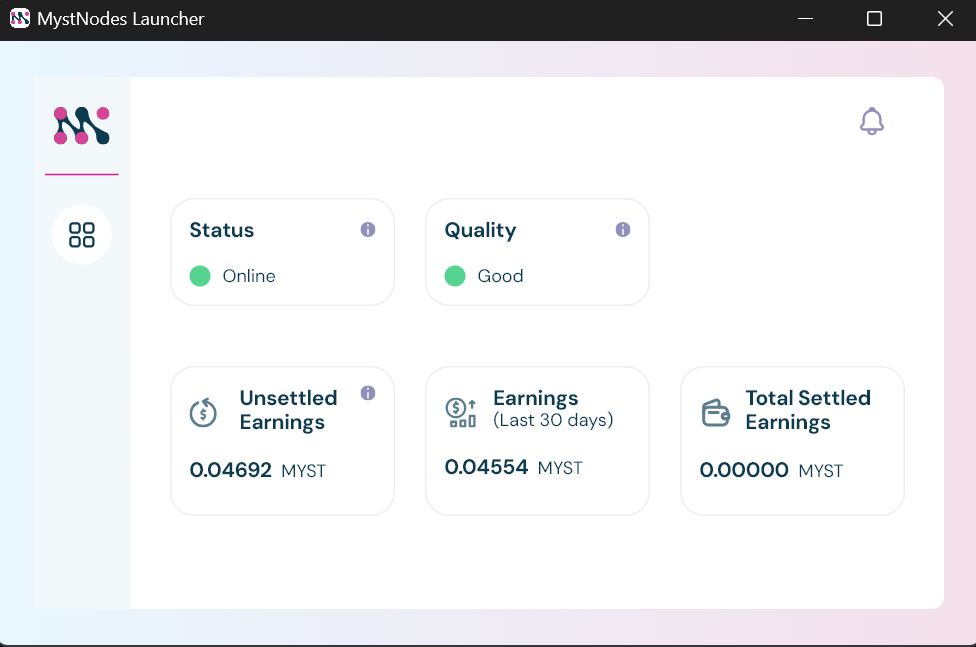 MystNodes Launcher
Status
Online
Quality
Good
Unsettled
Earnings
0.04692 MYST
Earnings
(Last 30 days)
0.04554 MYST
Total Settled
Earnings
0.00000 MYST